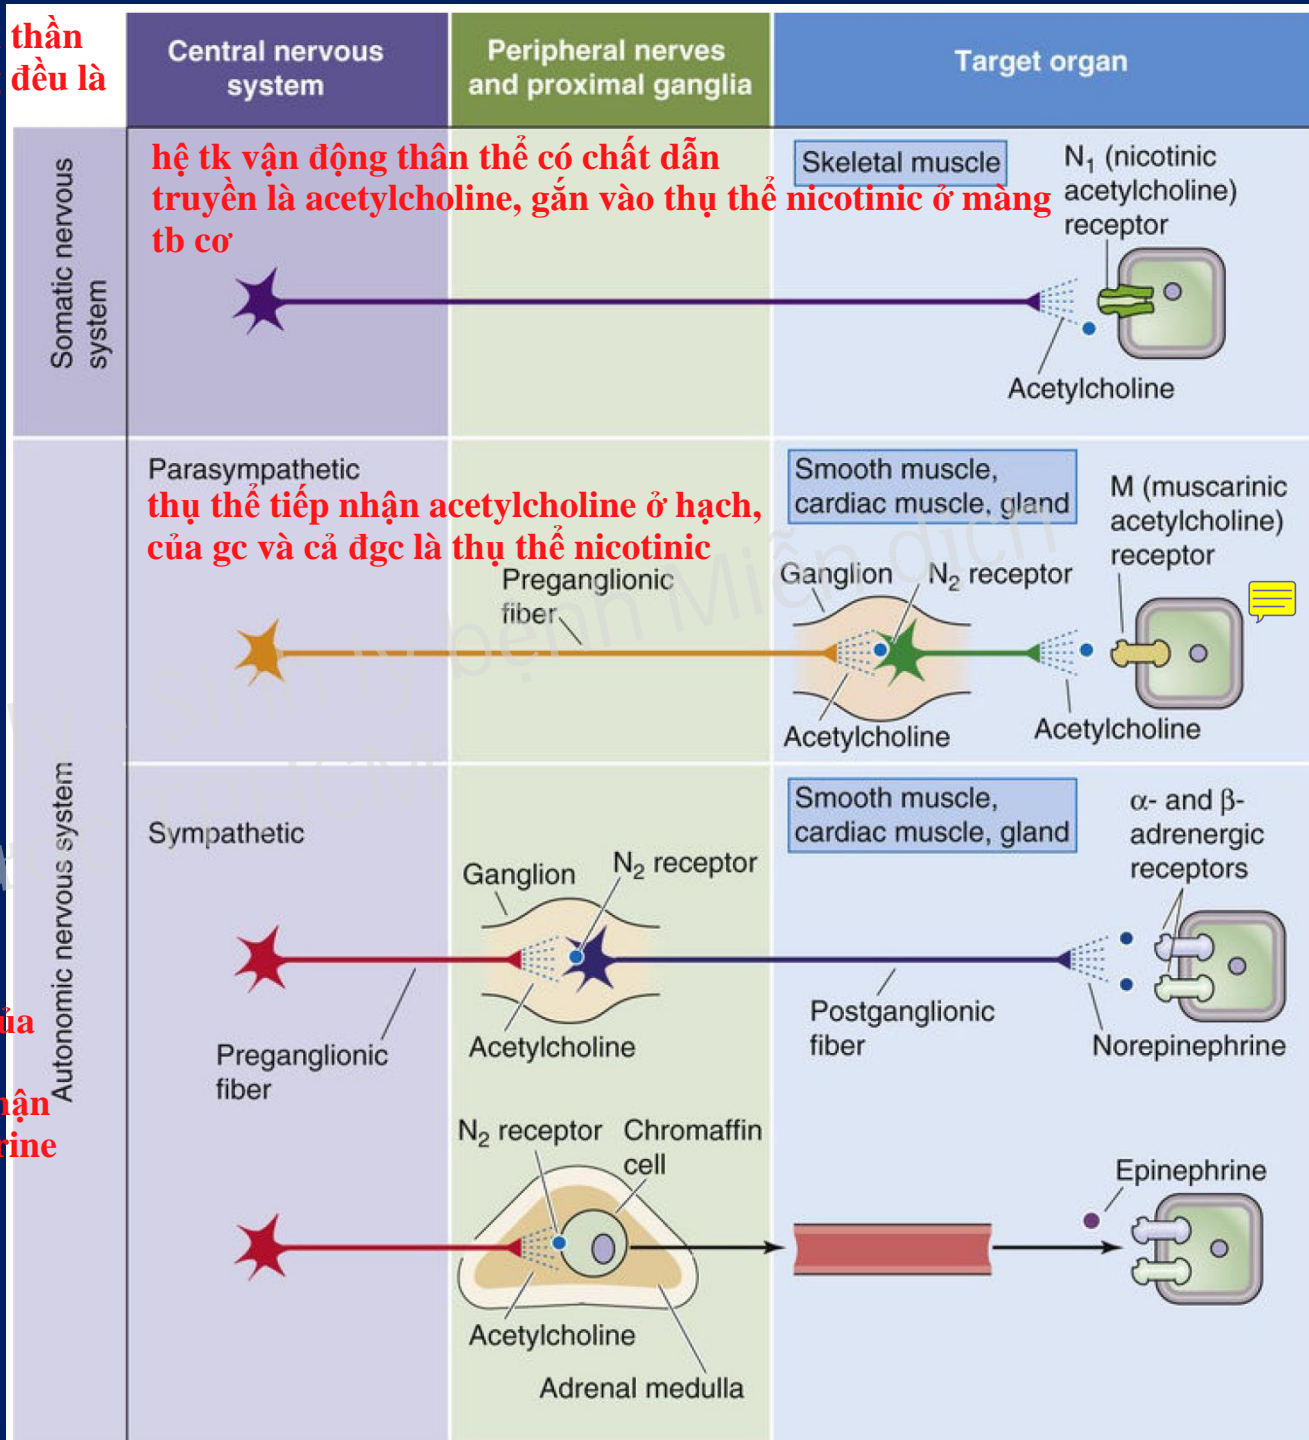 thần
đều là
Central nervous
system
Peripheral nerves
and proximal ganglia
Target organ
Somatic nervous
system
hệ tk vận động thân thể có chất dẫn
truyền là acetylcholine, gắn vào thụ thể nicotinic ở màng
tb cơ
Skeletal muscle
N₁ (nicotinic
acetylcholine)
receptor
Acetylcholine
Autonomic nervous system
Parasympathetic
thụ thể tiếp nhận acetylcholine ở hạch,
của gc và cả đgc là thụ thể nicotinic
Preganglionic
fiber
Smooth muscle,
cardiac muscle, gland
Ganglion
N₂ receptor
M (muscarinic
acetylcholine)
receptor
Acetylcholine
Acetylcholine
bệnh Miễn dịch
TPHCM
Sympathetic
Ganglion
N₂ receptor
Smooth muscle,
cardiac muscle, gland
α- and β-
adrenergic
receptors
Preganglionic
fiber
Acetylcholine
Postganglionic
fiber
Norepinephrine
N₂ receptor
Chromaffin
cell
Epinephrine
Acetylcholine
Adrenal medulla